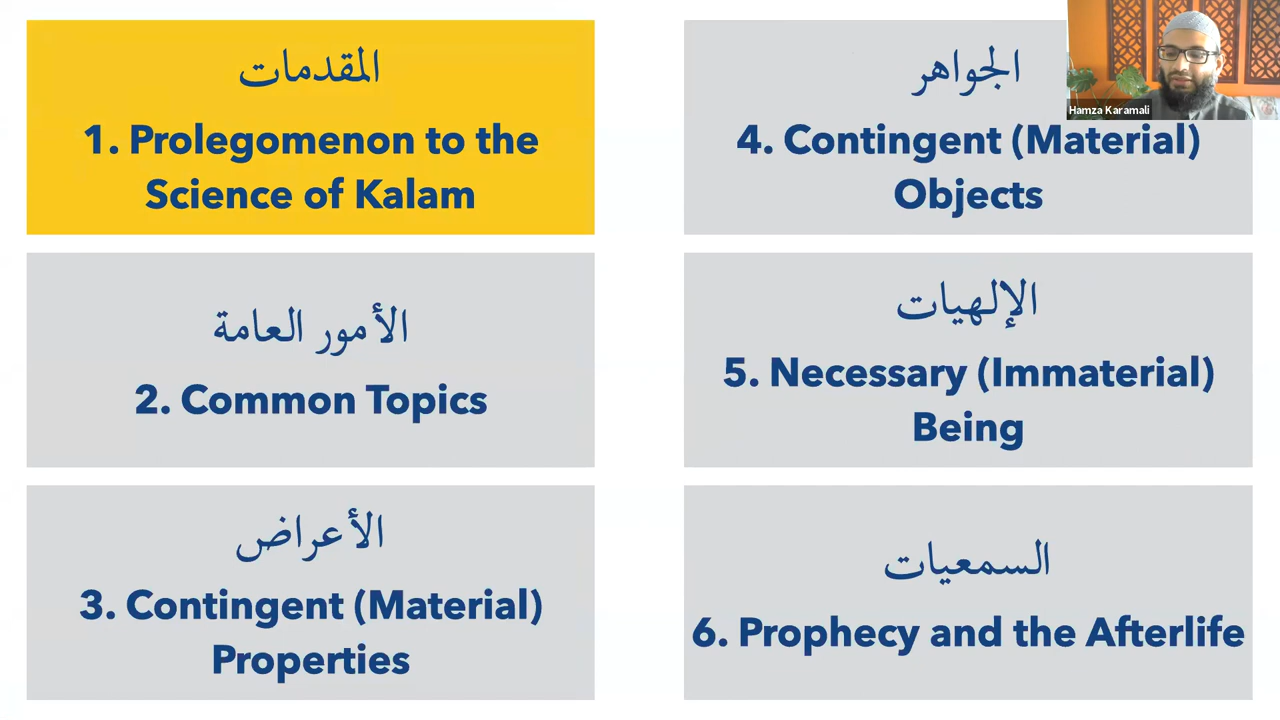 المقدمات
1. Prolegomenon to the
Science of Kalam
الأمور العامة
2. Common Topics
الأعراض
3. Contingent (Material)
Properties
الجواهر
4. Contingent (Material)
Objects
الإلهيات
5. Necessary (Immaterial)
Being
السمعيات
6. Prophecy and the Afterlife
Hamza Karamali